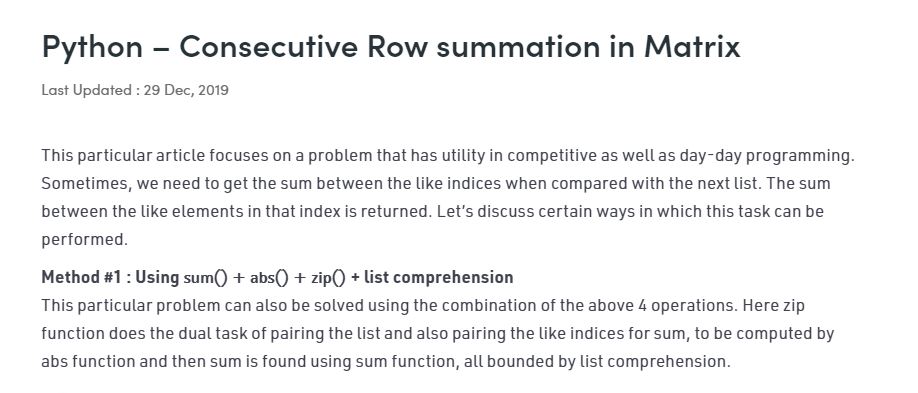 Python – Consecutive Row summation in Matrix
Last Updated : 29 Dec, 2019
This particular article focuses on a problem that has utility in competitive as well as day-day programming.
Sometimes, we need to get the sum between the like indices when compared with the next list. The sum
between the like elements in that index is returned. Let’s discuss certain ways in which this task can be
performed.
Method #1 : Using sum() + abs() + zip() + list comprehension
This particular problem can also be solved using the combination of the above 4 operations. Here zip
function does the dual task of pairing the list and also pairing the like indices for sum, to be computed by
abs function and then sum is found using sum function, all bounded by list comprehension.